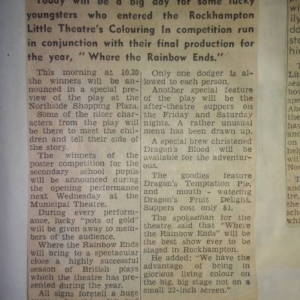 Today will be a big day for some lucky
youngsters who entered the Rockhampton
Little Theatre's Colouring In competition run
in conjunction with their final production for
the year, "Where the Rainbow Ends."
This morning at 10.30
the winners will be
announced in a special pre-
view of the play at the
Northside Shopping Plaza.
Some of the nicer char-
acters from the play will
be there to meet the child-
ren and tell their side of
the story.
The winners of the
poster competition for the
secondary school pupils
will be announced during
the opening performance
next Wednesday at the
Municipal Theatre.
During every perform-
ance, lucky "pots of gold"
will be given away to mem-
bers of the audience.
Where the Rainbow Ends
will bring to a spectacular
close a highly successful
season of British plays
which the theatre has pre-
sented during the year.
All signs foretell a huge
Only one dodger is al-
lowed to each person.
Another special feature
of the play will be the
after-theatre suppers on
the Friday and Saturday
nights. A rather unusual
menu has been drawn up.
A special brew christened
Dragon's Blood will be
available for the adventur-
ous.
The goodies feature
Dragon's Temptation Pie,
and mouth - watering
Dragon's Fruit Delight.
Suppers cost only $1.
The spokesman for the
theatre said that "Where
the Rainbow Ends" will be
the best show ever to be
staged in Rockhampton.
He added: "We have the
advantage of being in
glorious living colour on
the big, big stage not on a
small 22-inch screen."